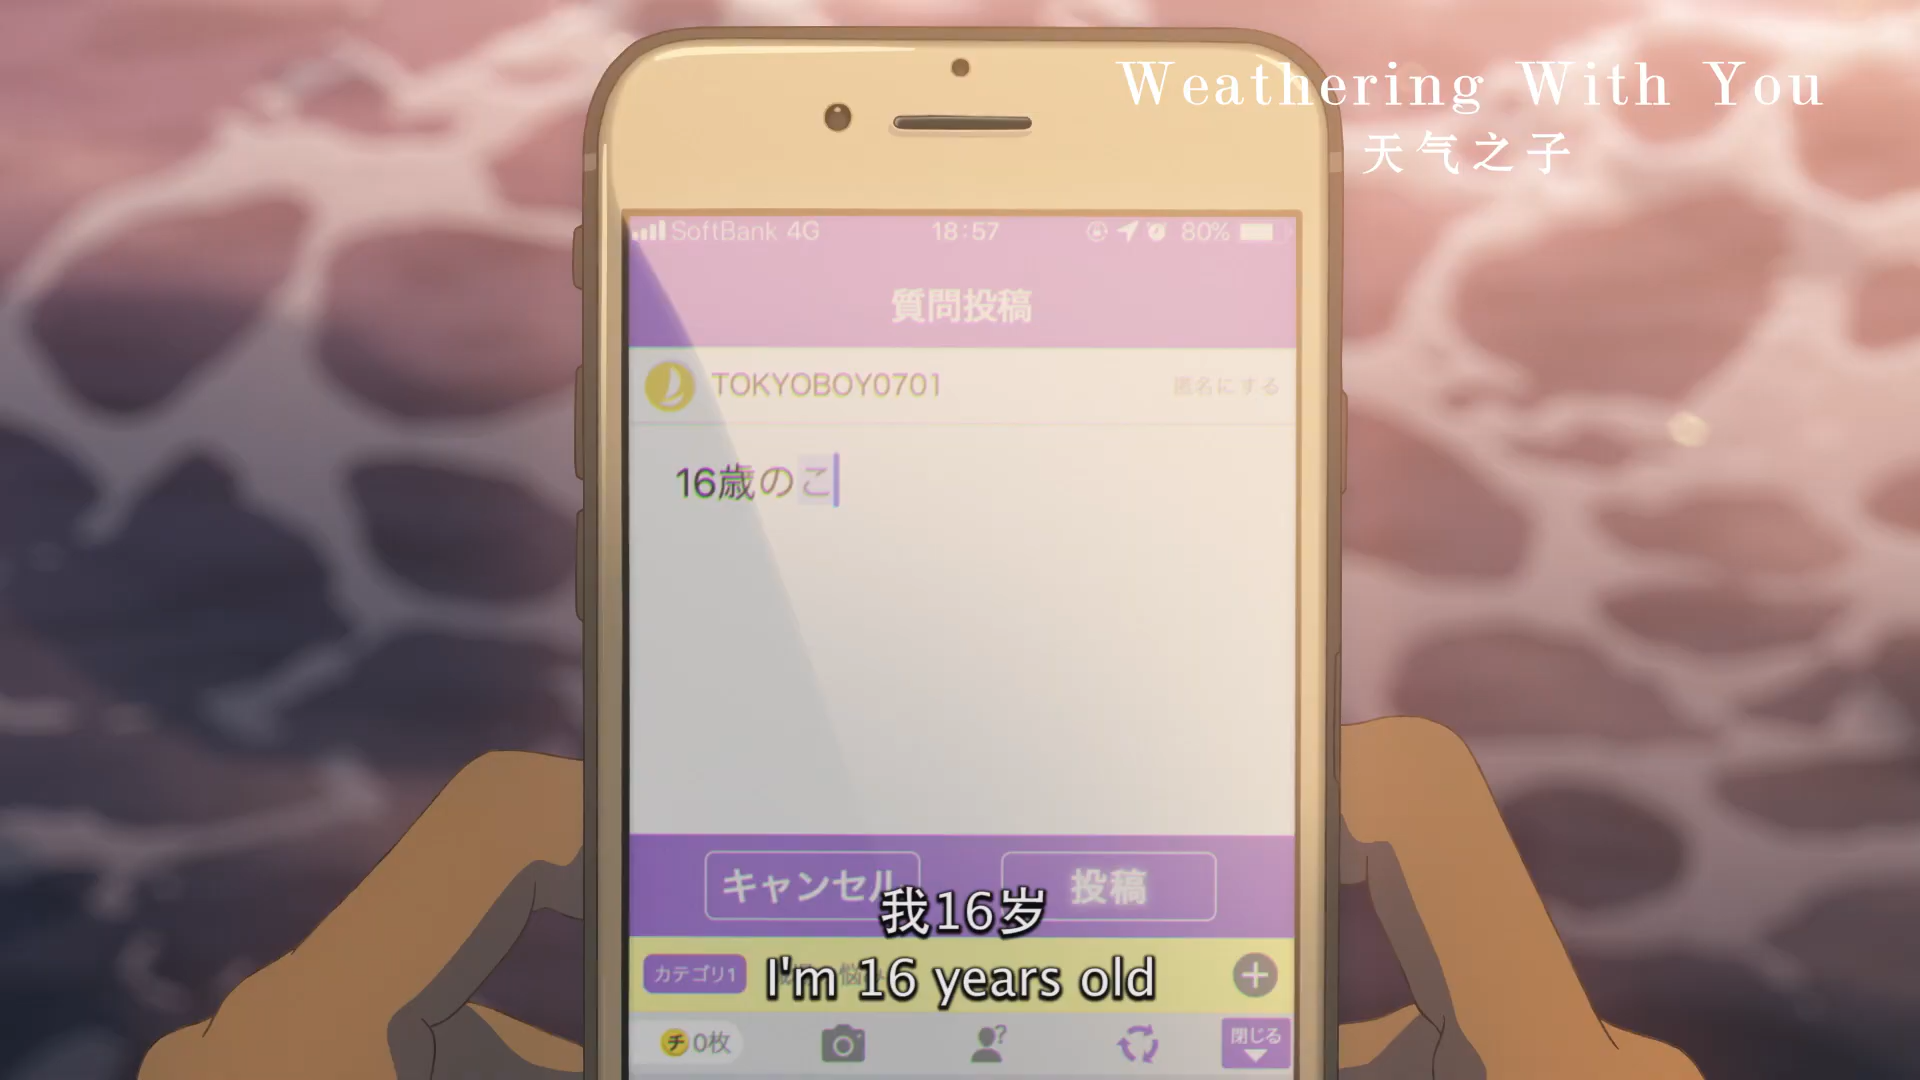 Weathering With You
天气之子
SoftBank 4G 18:57 80%
質問投稿
TOKYOBOY0701 匿名にする
16歳のこ
キャンセル 投稿
我16岁
カテゴリ1
I'm 16 years old
チ 0枚 閉じる